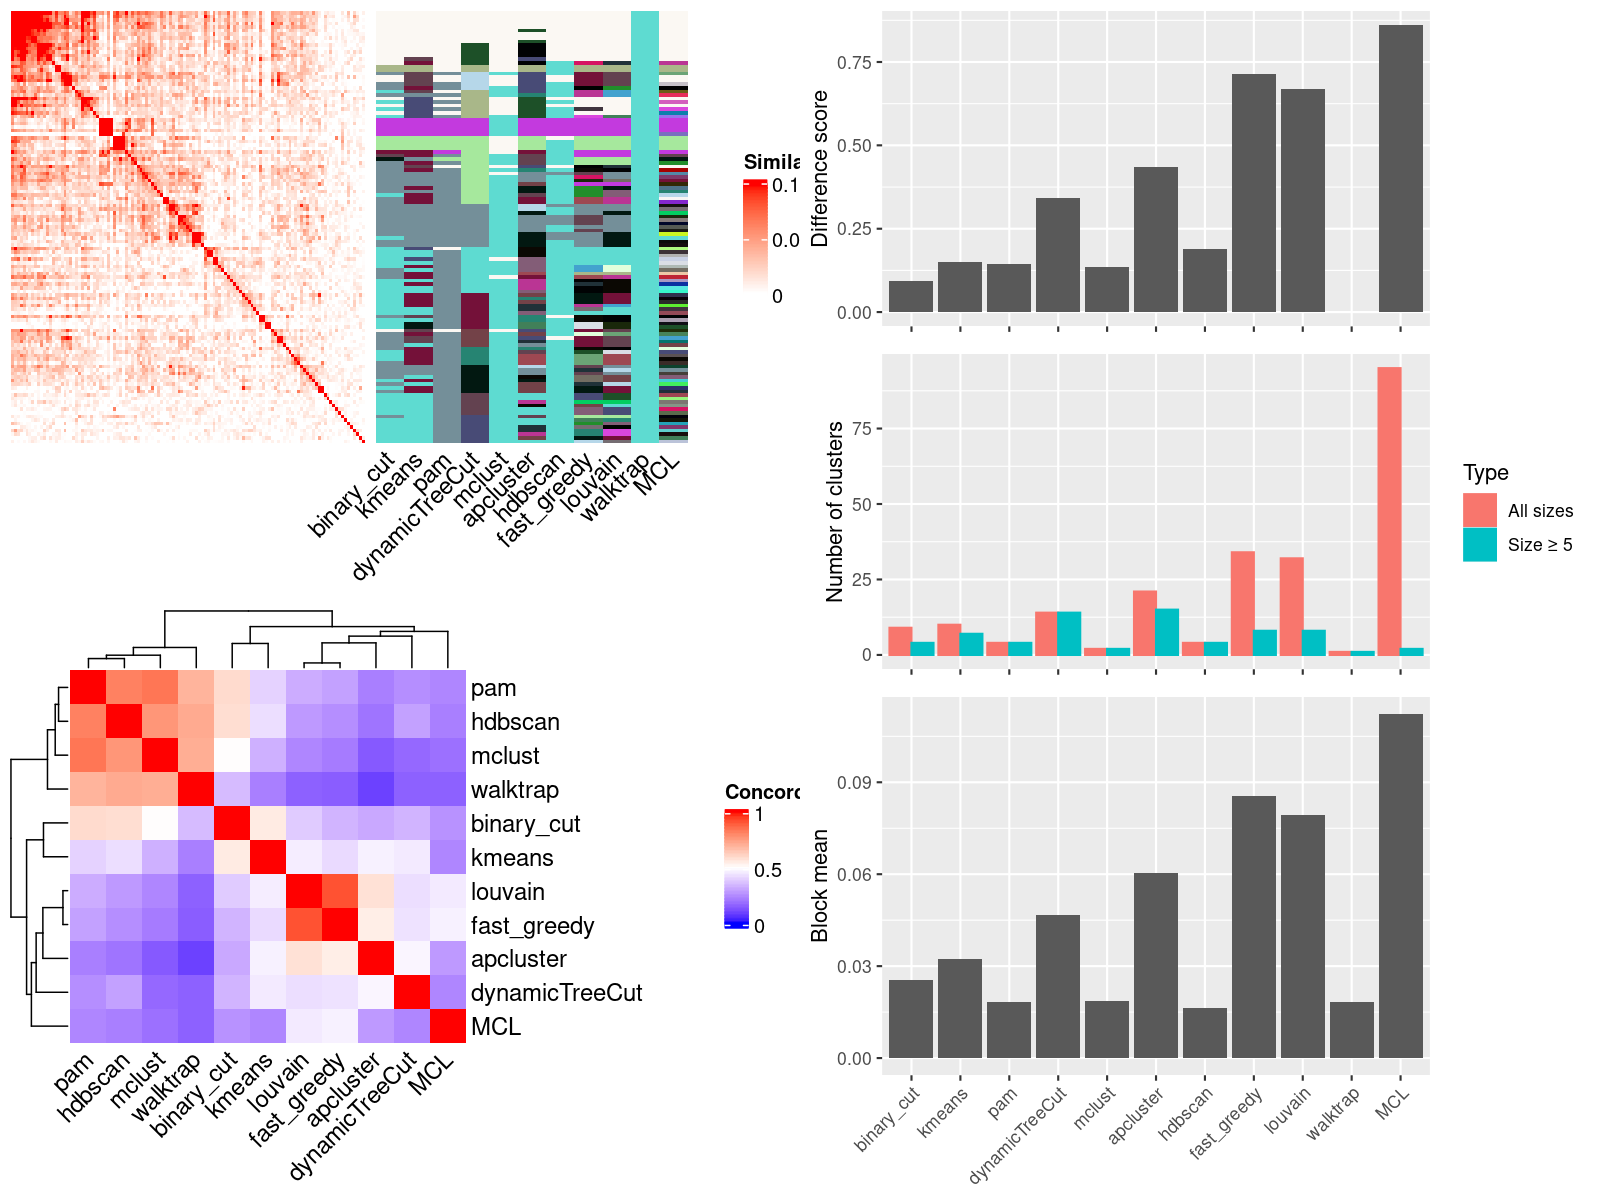 Simila
0.1
0.0
0
binary_cut
kmeans
pam
dynamicTreeCut
mclust
apcluster
hdbscan
fast_greedy
louvain
walktrap
MCL
pam
hdbscan
mclust
walktrap
binary_cut
kmeans
louvain
fast_greedy
apcluster
dynamicTreeCut
MCL
pam
hdbscan
mclust
walktrap
binary_cut
kmeans
louvain
fast_greedy
apcluster
dynamicTreeCut
MCL
Concord
1
0.5
0
Difference score
0.75
0.50
0.25
0.00
Number of clusters
75
50
25
0
Type
All sizes
Size ≥ 5
Block mean
0.09
0.06
0.03
0.00
binary_cut
kmeans
pam
dynamicTreeCut
mclust
apcluster
hdbscan
fast_greedy
louvain
walktrap
MCL